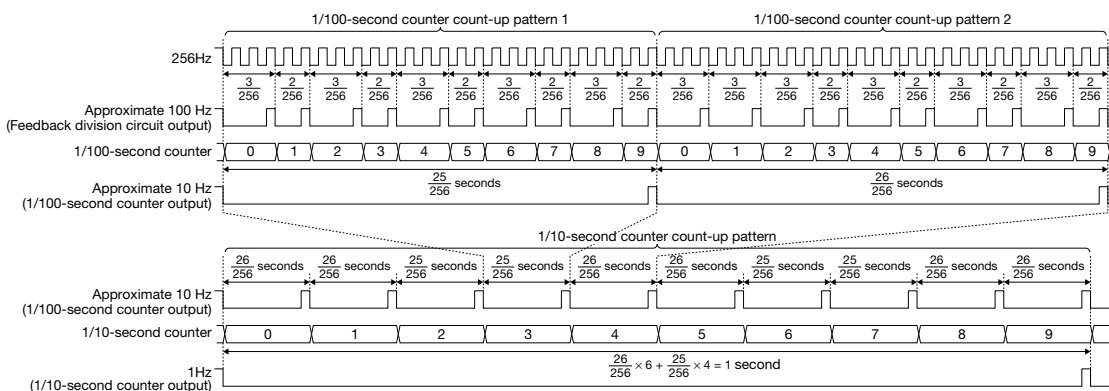 1/100-second counter count-up pattern 1 1/100-second counter count-up pattern 2
256Hz
3/256 2/256 3/256 2/256 3/256 2/256 3/256 2/256 3/256 2/256 3/256 3/256 3/256 2/256 3/256 2/256 3/256 2/256 3/256 2/256
Approximate 100 Hz
(Feedback division circuit output)
1/100-second counter 0 1 2 3 4 5 6 7 8 9 0 1 2 3 4 5 6 7 8 9
25/256 seconds 26/256 seconds
Approximate 10 Hz
(1/100-second counter output)
1/10-second counter count-up pattern
26/256 seconds 26/256 seconds 25/256 seconds 25/256 seconds 26/256 seconds 26/256 seconds 25/256 seconds 25/256 seconds 26/256 seconds 26/256 seconds
Approximate 10 Hz
(1/100-second counter output)
1/10-second counter 0 1 2 3 4 5 6 7 8 9
26/256 × 6 + 25/256 × 4 = 1 second
1Hz
(1/10-second counter output)